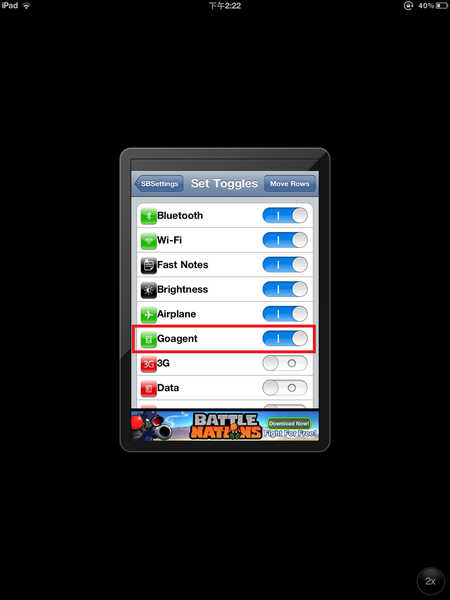 iPad 下午2:22 40%
SBSettings Set Toggles Move Rows
Bluetooth
Wi-Fi
Fast Notes
Brightness
Airplane
Goagent
3G 3G
Data
BATTLE
NATIONS
Download Now!
Fight For Free!
2x